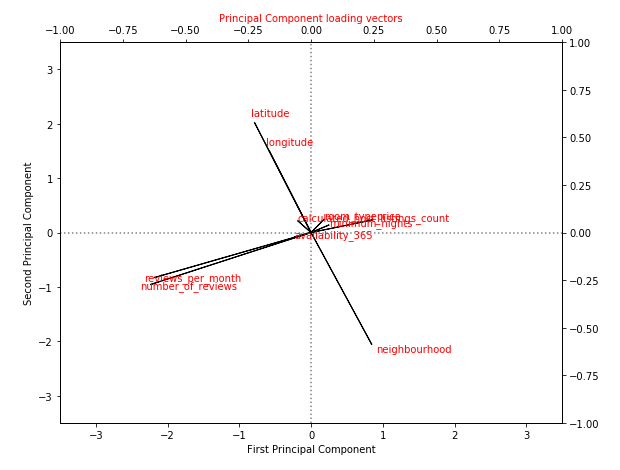 Principal Component loading vectors
−1.00 −0.75 −0.50 −0.25 0.00 0.25 0.50 0.75 1.00
3
2
1
0
−1
−2
−3
Second Principal Component
1.00
0.75
0.50
0.25
0.00
−0.25
−0.50
−0.75
−1.00
latitude
longitude
room_type
calculated_host_listings_count
minimum_nights
availability_365
reviews_per_month
number_of_reviews
neighbourhood
−3 −2 −1 0 1 2 3
First Principal Component